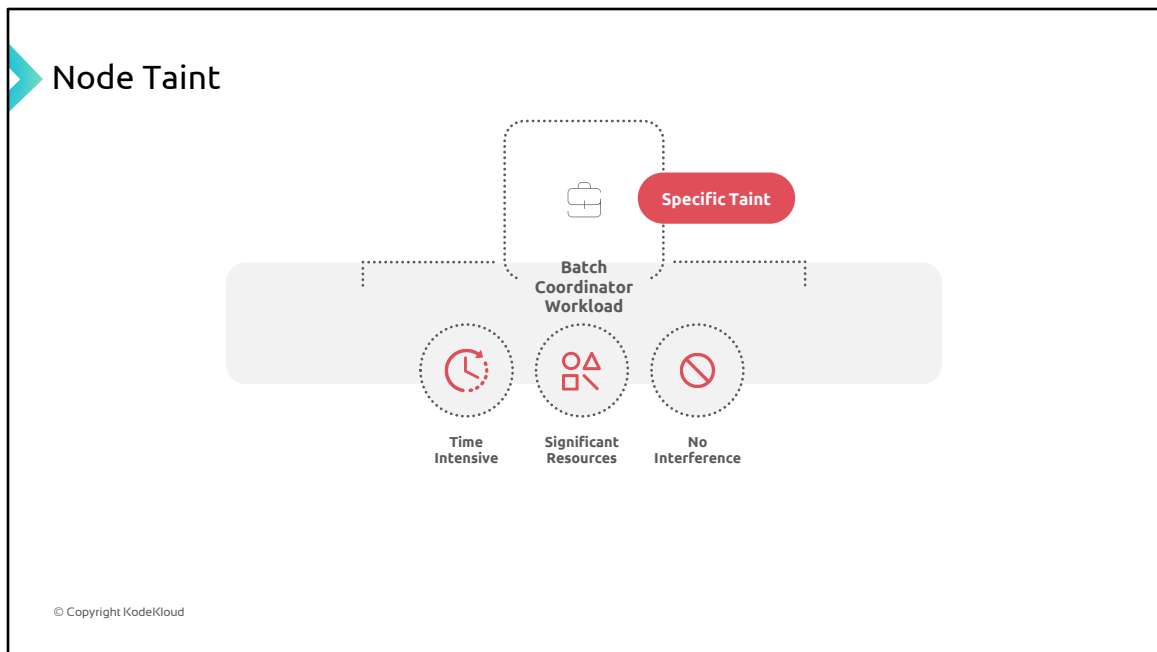 Node Taint
Specific Taint
Batch
Coordinator
Workload
Time
Intensive
Significant
Resources
No
Interference
© Copyright KodeKloud